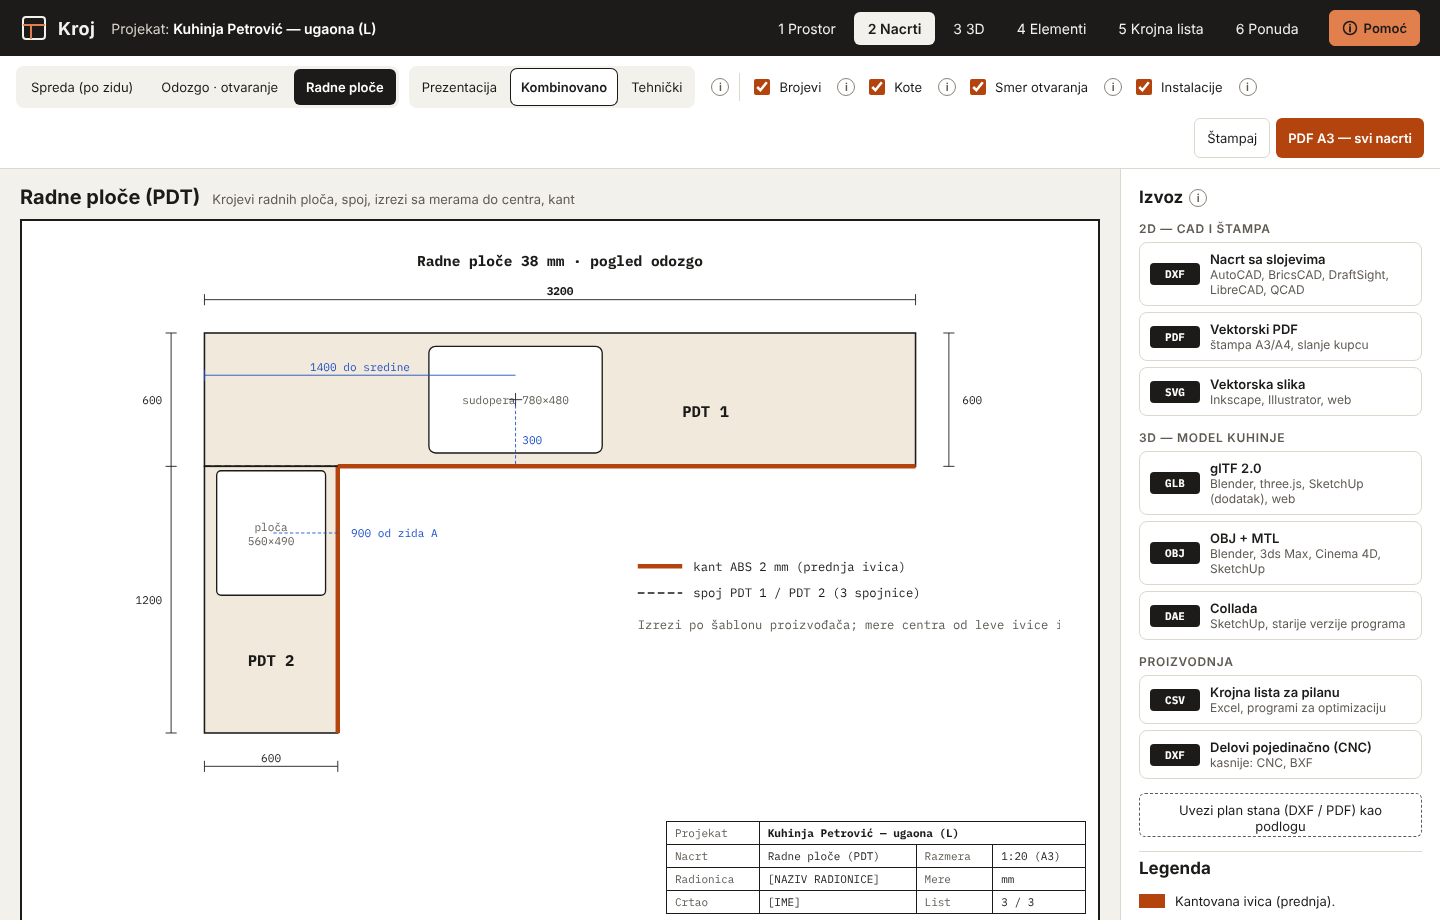 Kroj
Projekat: Kuhinja Petrović — ugaona (L)
1 Prostor
2 Nacrti
3 3D
4 Elementi
5 Krojna lista
6 Ponuda
Pomoć
Spreda (po zidu)
Odozgo · otvaranje
Radne ploče
Prezentacija
Kombinovano
Tehnički
Brojevi
Kote
Smer otvaranja
Instalacije
Štampaj
PDF A3 — svi nacrti
Radne ploče (PDT)
Krojevi radnih ploča, spoj, izrezi sa merama do centra, kant
Radne ploče 38 mm · pogled odozgo
3200
1400 do sredine
600
sudopera 780×480
PDT 1
600
300
ploča
560×490
900 od zida A
kant ABS 2 mm (prednja ivica)
spoj PDT 1 / PDT 2 (3 spojnice)
1200
Izrezi po šablonu proizvođača; mere centra od leve ivice i
PDT 2
600
Projekat
Kuhinja Petrović — ugaona (L)
Nacrt
Radne ploče (PDT)
Razmera
1:20 (A3)
Radionica
[NAZIV RADIONICE]
Mere
mm
Crtao
[IME]
List
3 / 3
Izvoz
2D — CAD I ŠTAMPA
DXF
Nacrt sa slojevima
AutoCAD, BricsCAD, DraftSight,
LibreCAD, QCAD
PDF
Vektorski PDF
štampa A3/A4, slanje kupcu
SVG
Vektorska slika
Inkscape, Illustrator, web
3D — MODEL KUHINJE
GLB
glTF 2.0
Blender, three.js, SketchUp
(dodatak), web
OBJ
OBJ + MTL
Blender, 3ds Max, Cinema 4D,
SketchUp
DAE
Collada
SketchUp, starije verzije programa
PROIZVODNJA
CSV
Krojna lista za pilanu
Excel, programi za optimizaciju
DXF
Delovi pojedinačno (CNC)
kasnije: CNC, BXF
Uvezi plan stana (DXF / PDF) kao
podlogu
Legenda
Kantovana ivica (prednja).